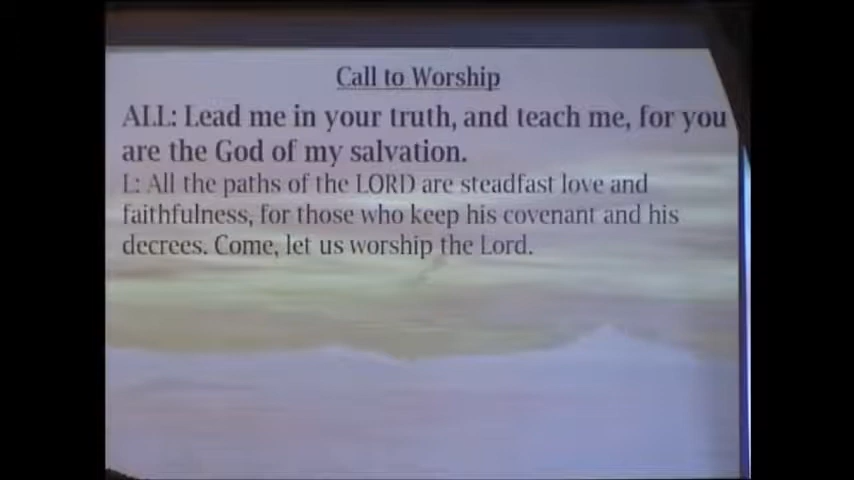 Call to Worship
ALL: Lead me in your truth, and teach me, for you
are the God of my salvation.
L: All the paths of the LORD are steadfast love and
faithfulness, for those who keep his covenant and his
decrees. Come, let us worship the Lord.